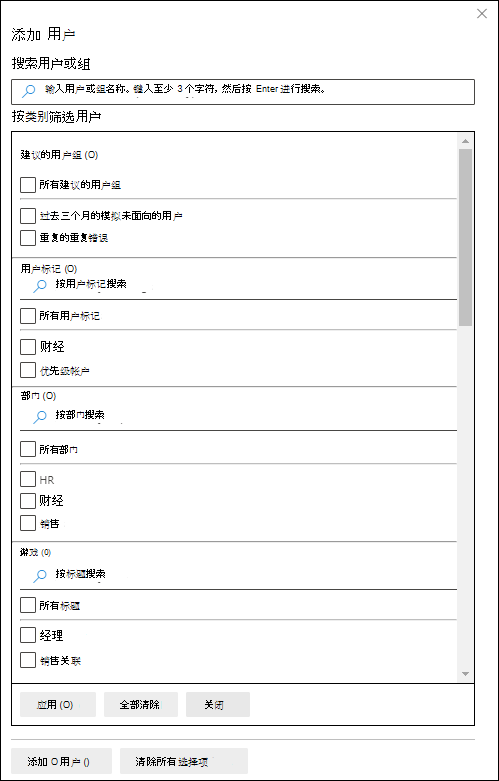 添加 用户
搜索用户或组
输入用户或组名称。键入至少 3 个字符，然后按 Enter 进行搜索。
按类别筛选用户
建议的用户组 (O)
所有建议的用户组
过去三个月的模拟未面向的用户
重复的重复错误
用户标记 (O)
按用户标记搜索
所有用户标记
财经
优先级帐户
部门 (O)
按部门搜索
所有部门
HR
财经
销售
游戏 (0)
按标题搜索
所有标题
经理
销售关联
应用 (O) 全部清除 关闭
添加 O 用户 () 清除所有选择项